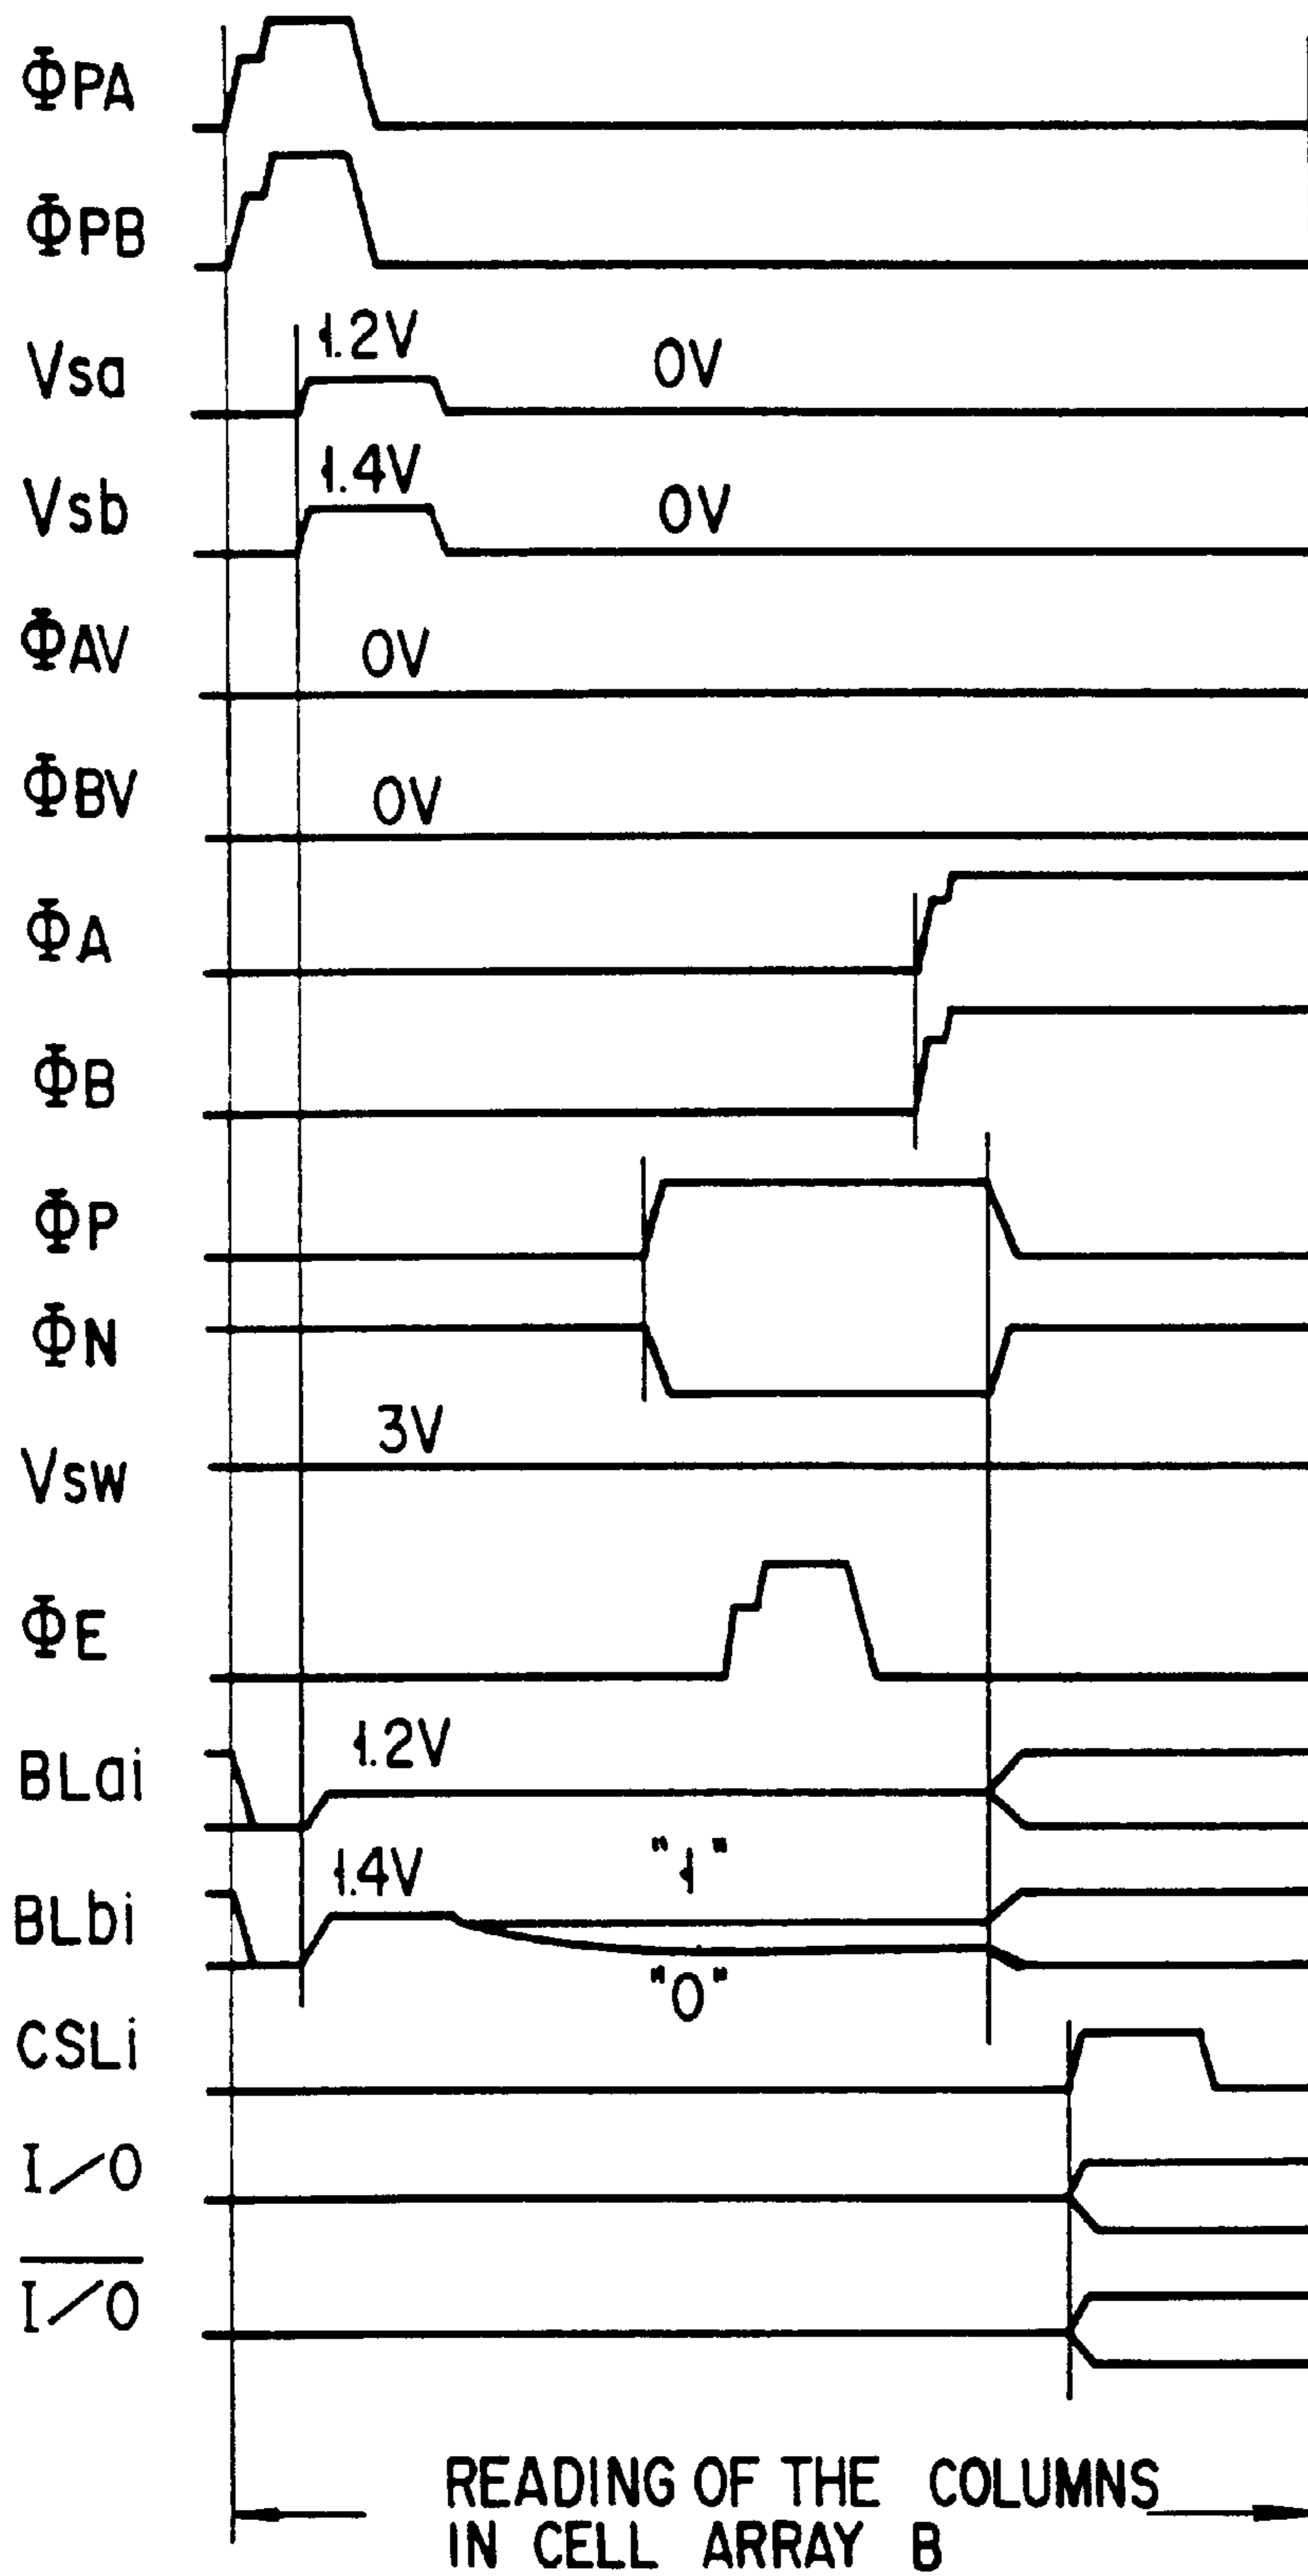 ΦPA
ΦPB
Vsa 1.2V 0V
Vsb 1.4V 0V
ΦAV 0V
ΦBV 0V
ΦA
ΦB
ΦP
ΦN
Vsw 3V
ΦE
BLai 1.2V
BLbi 1.4V "1"
"0"
CSLi
I/O
I/O
READING OF THE COLUMNS
IN CELL ARRAY B